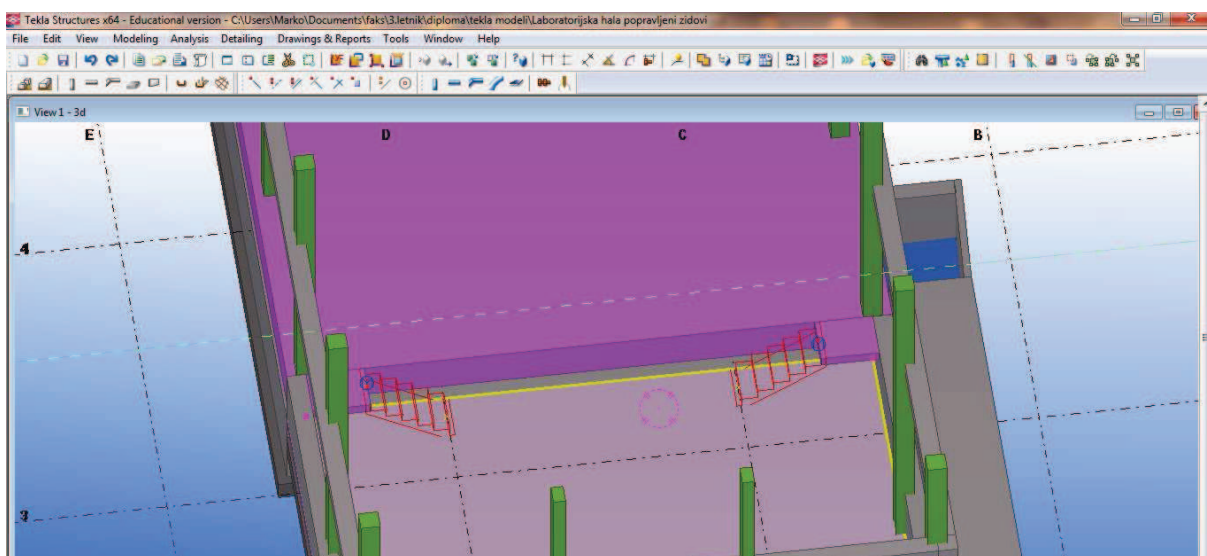 Tekla Structures x64 - Educational version - C:\Users\Marko\Documents\faks\3.letnik\diploma\tekla modeli\Laboratorijska hala popravljeni zidovi
File Edit View Modeling Analysis Detailing Drawings & Reports Tools Window Help
View 1 - 3d
E D C B
4
3